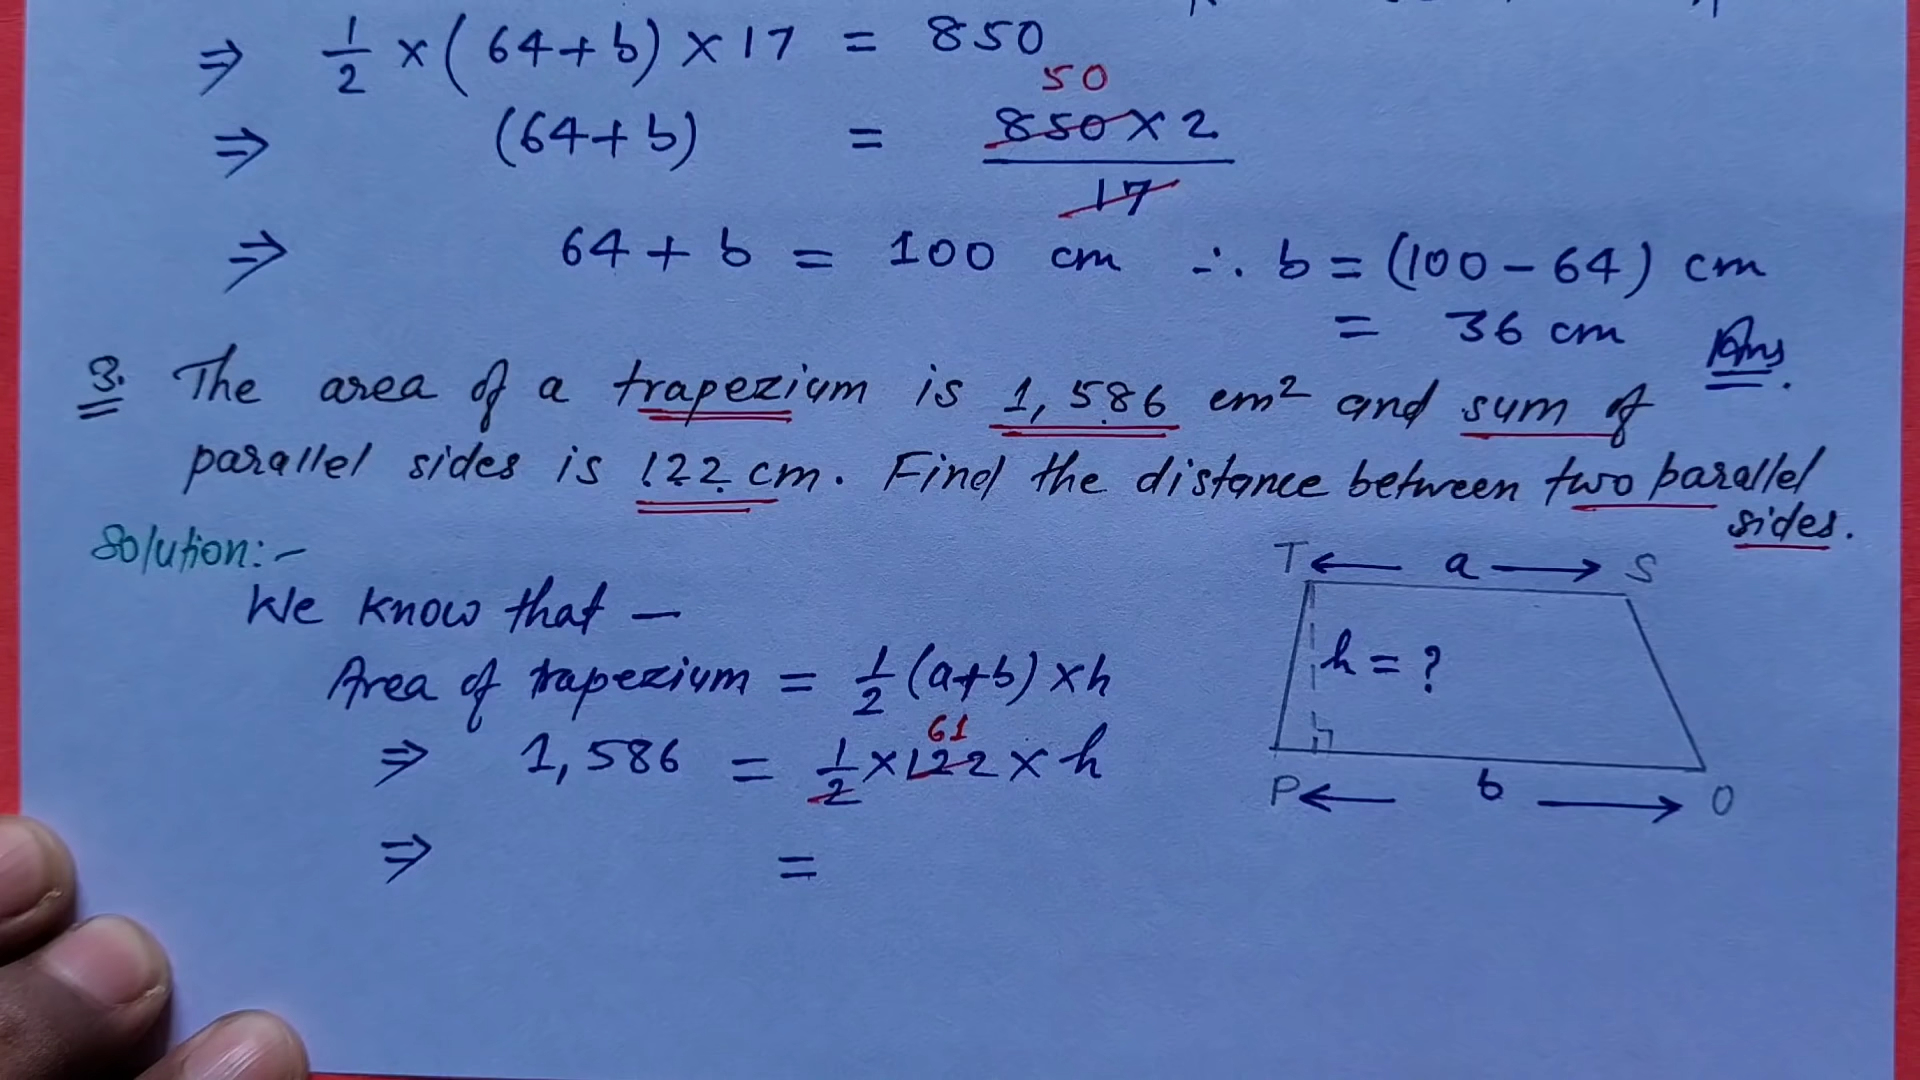 ⇒ 1/2 × (64+b) × 17 = 850
50
⇒ (64+b) = 850×2
17
⇒ 64 + b = 100 cm ∴ b = (100-64) cm
= 36 cm Ans.
3. The area of a trapezium is 1,586 cm² and sum of
parallel sides is 122 cm. Find the distance between two parallel
sides.
Solution:-
We know that —
Area of trapezium = 1/2 (a+b) × h
61
⇒ 1,586 = 1/2 × 122 × h
⇒ =
T ← a → S
h = ?
P ← b → O